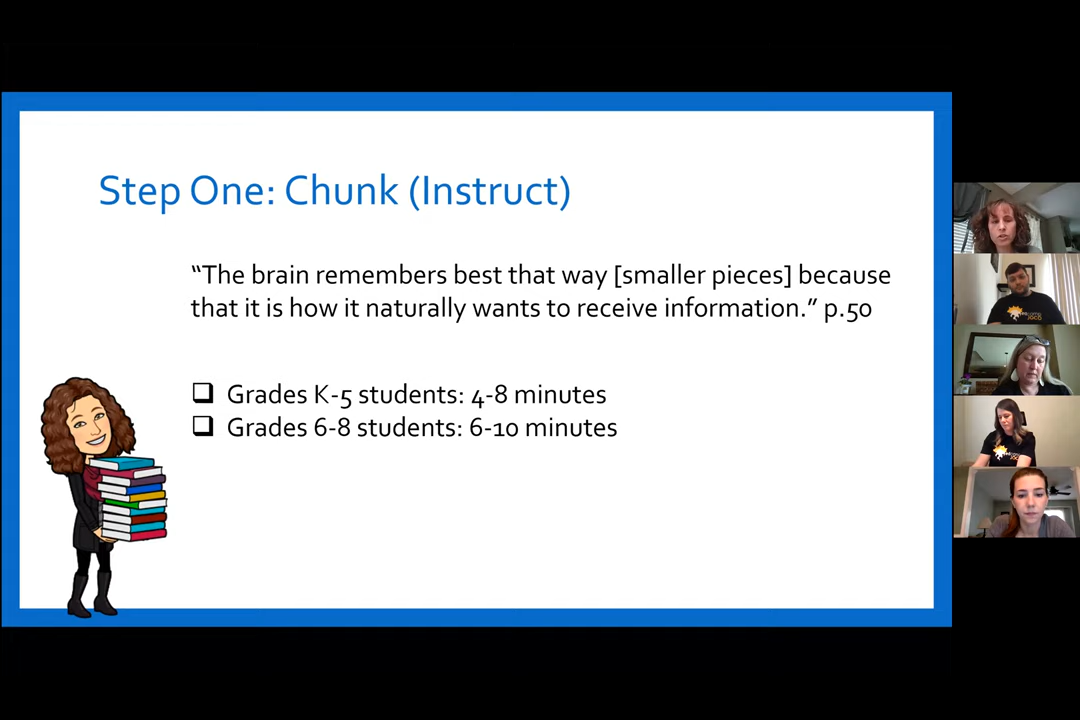 Step One: Chunk (Instruct)
“The brain remembers best that way [smaller pieces] because
that it is how it naturally wants to receive information.” p.50
Grades K-5 students: 4-8 minutes
Grades 6-8 students: 6-10 minutes